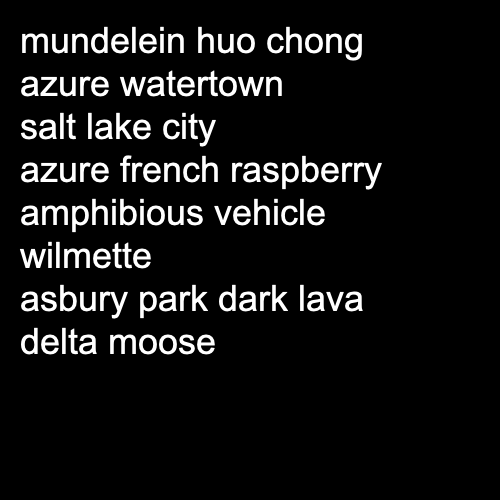 mundelein huo chong
azure watertown
salt lake city
azure french raspberry
amphibious vehicle
wilmette
asbury park dark lava
delta moose